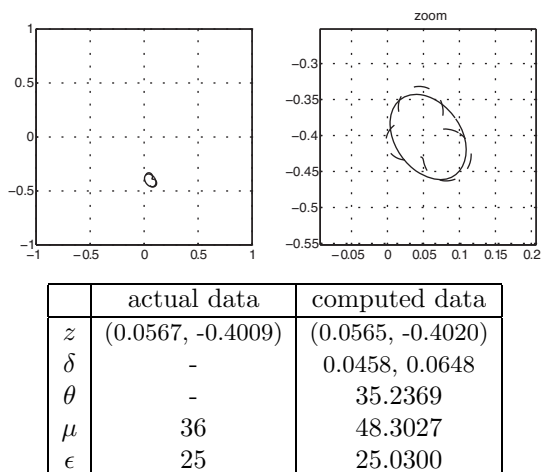 zoom
1
0.5
0
−0.5
−1
−1 −0.5 0 0.5 1
−0.3
−0.35
−0.4
−0.45
−0.5
−0.55
−0.05 0 0.05 0.1 0.15 0.2
actual data computed data
z (0.0567, -0.4009) (0.0565, -0.4020)
δ - 0.0458, 0.0648
θ - 35.2369
μ 36 48.3027
ϵ 25 25.0300